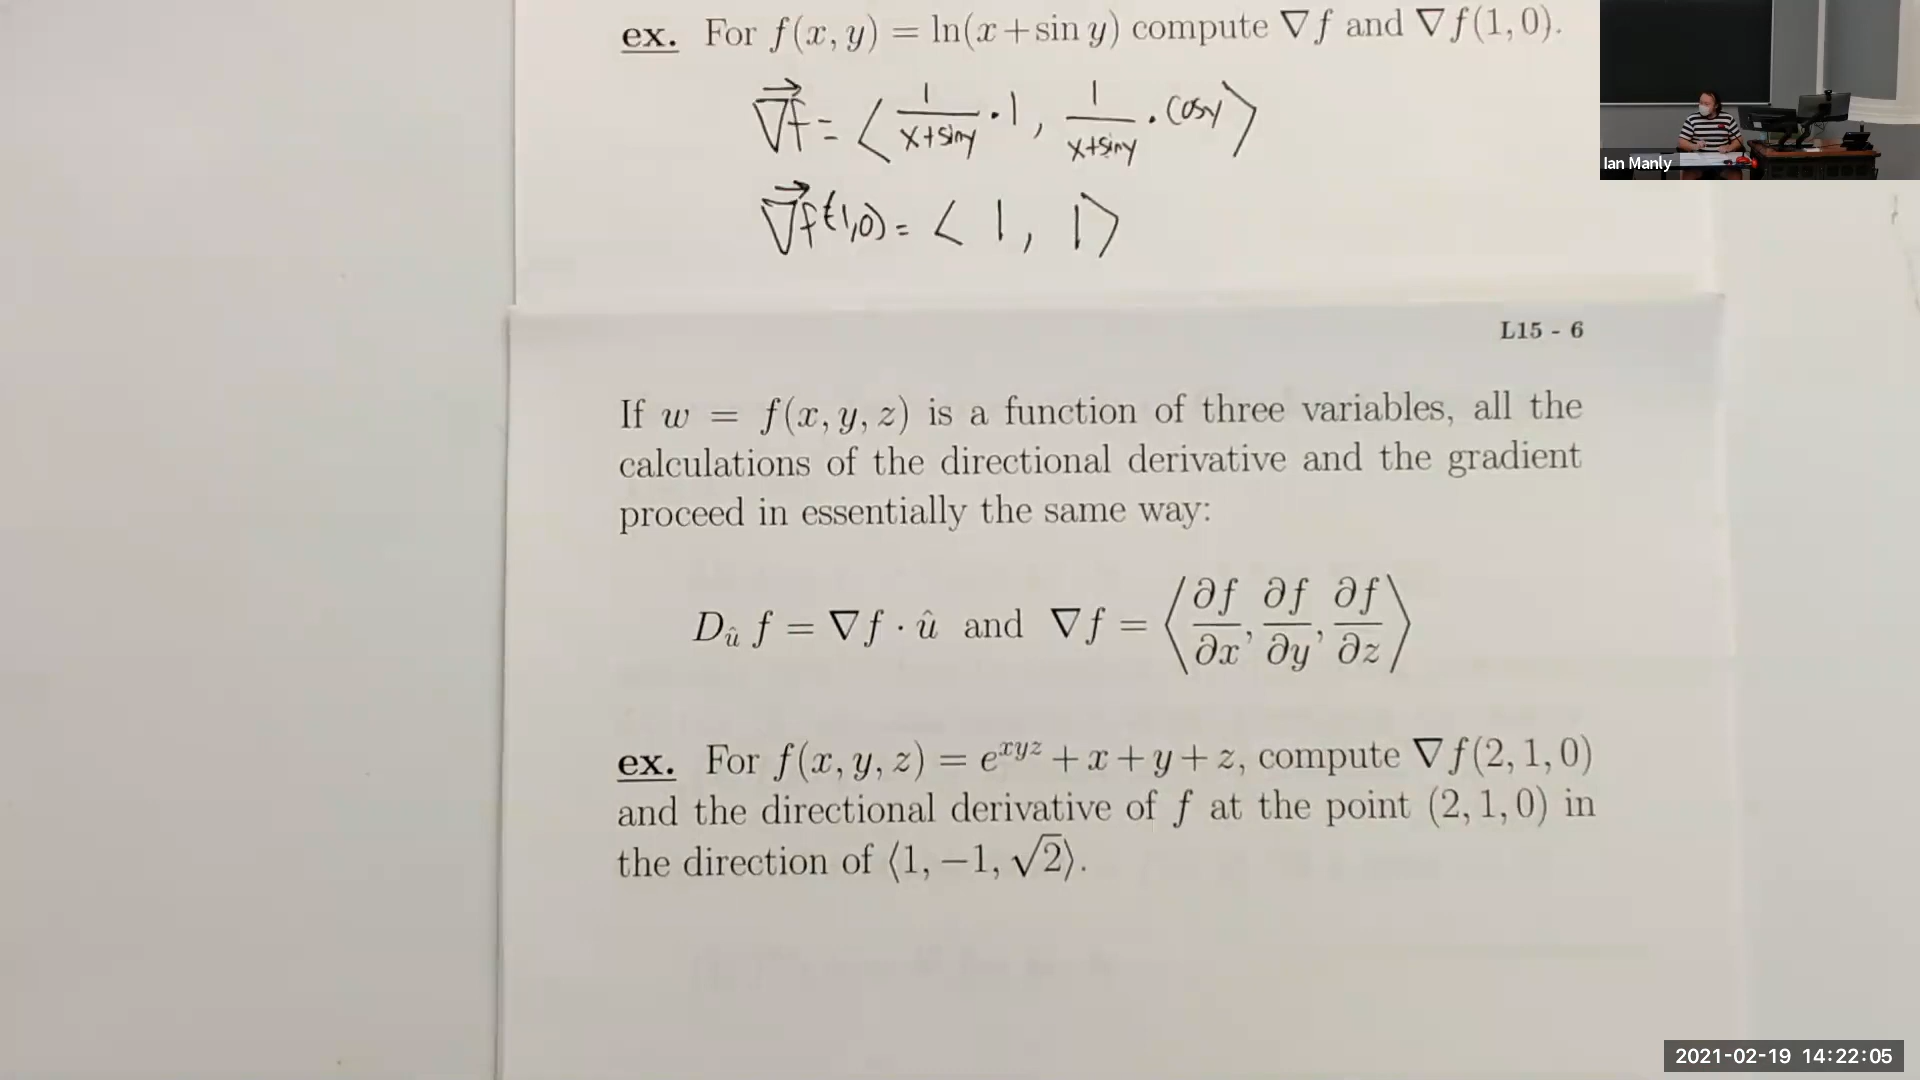 ex. For f(x, y) = ln(x + sin y) compute ∇f and ∇f(1, 0).
∇f = ⟨ 1/(x+siny) · 1 , 1/(x+siny) · cosy ⟩
∇f(1,0) = ⟨ 1 , 1 ⟩
Ian Manly
L15 - 6
If w = f(x, y, z) is a function of three variables, all the
calculations of the directional derivative and the gradient
proceed in essentially the same way:
D_û f = ∇f · û and ∇f = ⟨ ∂f/∂x, ∂f/∂y, ∂f/∂z ⟩
ex. For f(x, y, z) = e^{xyz} + x + y + z, compute ∇f(2, 1, 0)
and the directional derivative of f at the point (2, 1, 0) in
the direction of ⟨1, −1, √2⟩.
2021-02-19 14:22:05